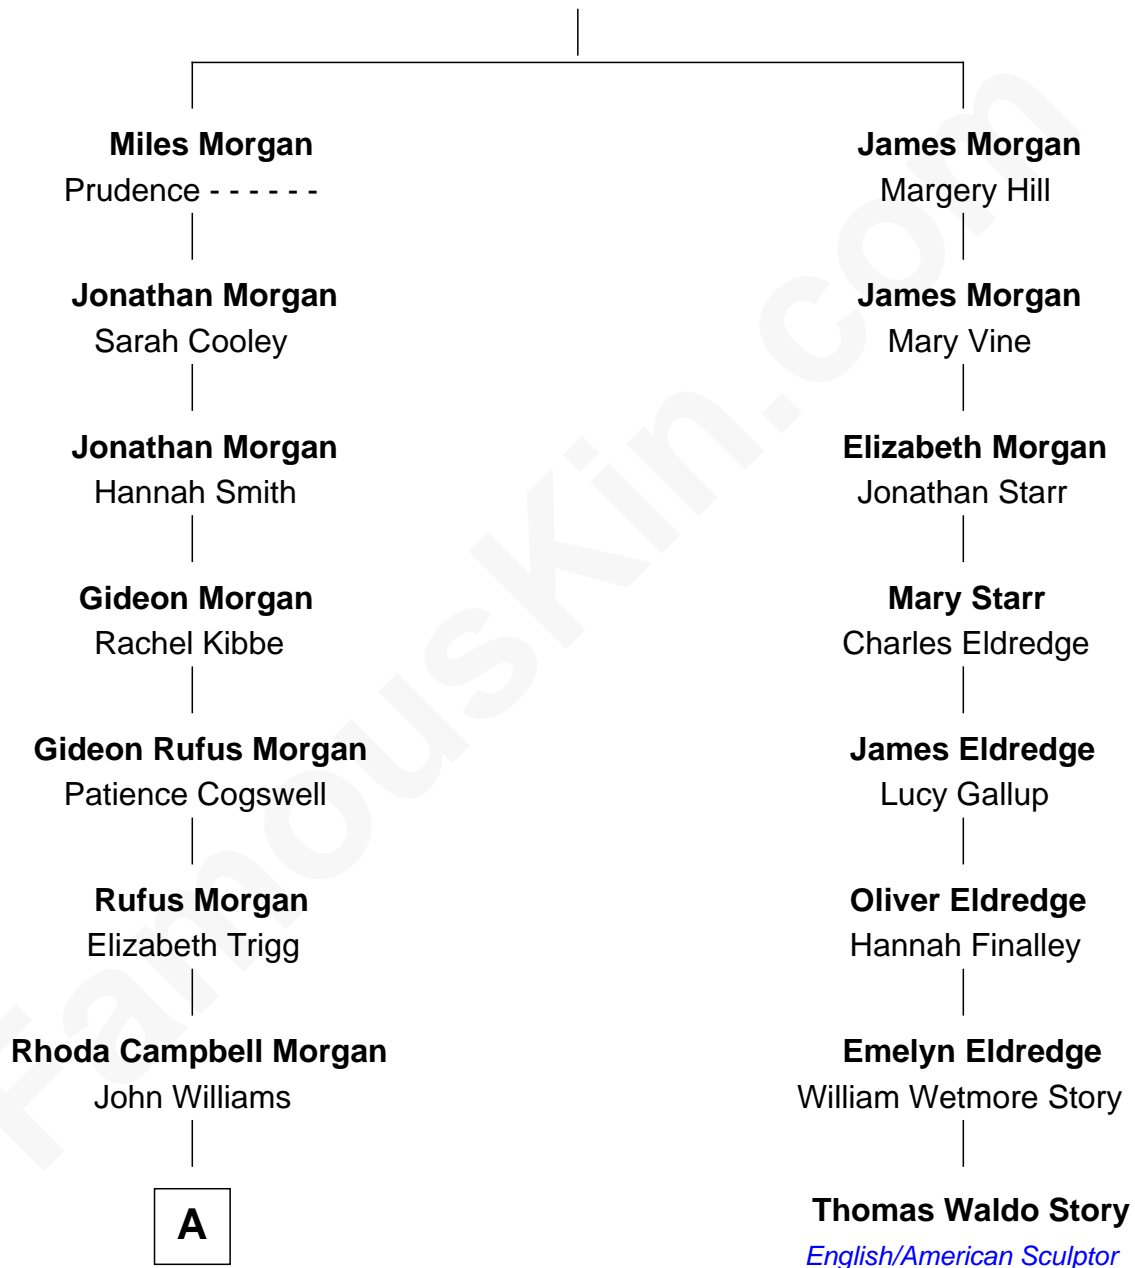 Miles Morgan
Prudence - - - - - -
Jonathan Morgan
Sarah Cooley
Jonathan Morgan
Hannah Smith
Gideon Morgan
Rachel Kibbe
Gideon Rufus Morgan
Patience Cogswell
Rufus Morgan
Elizabeth Trigg
Rhoda Campbell Morgan
John Williams
A
James Morgan
Margery Hill
James Morgan
Mary Vine
Elizabeth Morgan
Jonathan Starr
Mary Starr
Charles Eldredge
James Eldredge
Lucy Gallup
Oliver Eldredge
Hannah Finalley
Emelyn Eldredge
William Wetmore Story
Thomas Waldo Story
English/American Sculptor
FamousKin.com